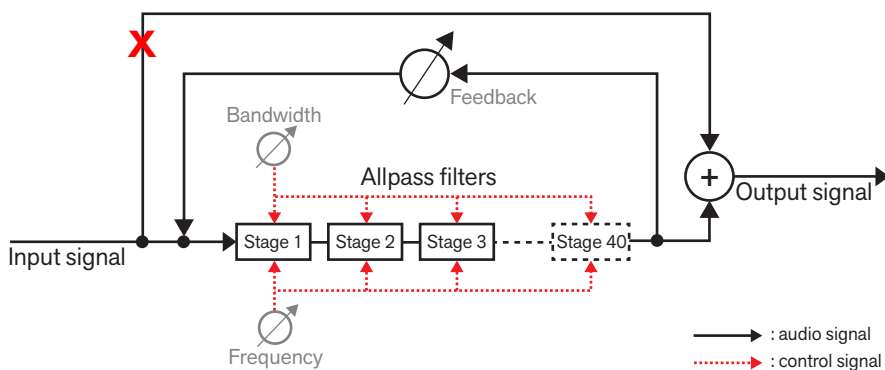 Feedback
Bandwidth
Allpass filters
+
Output signal
Stage 1
Stage 2
Stage 3
Stage 40
Input signal
Frequency
: audio signal
: control signal